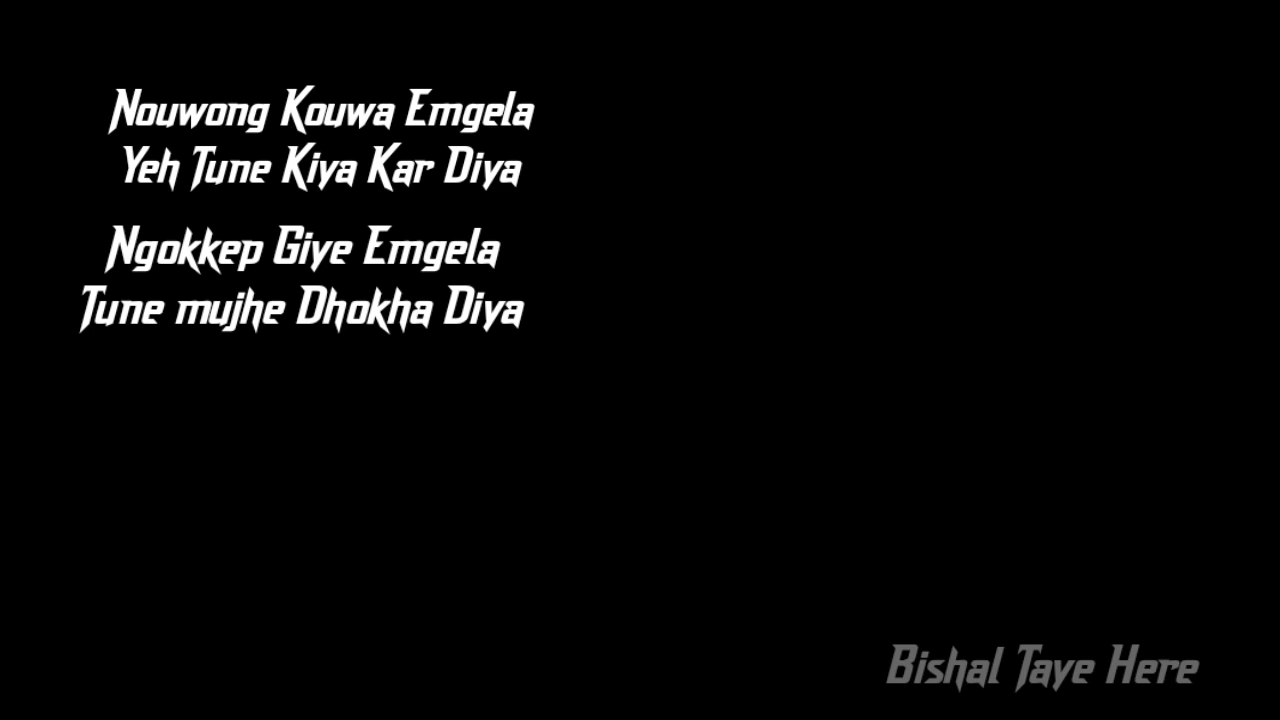 Nouwong Kouwa Emgela
Yeh Tune Kiya Kar Diya
Ngokkep Giye Emgela
Tune mujhe Dhokha Diya
Bishal Taye Here